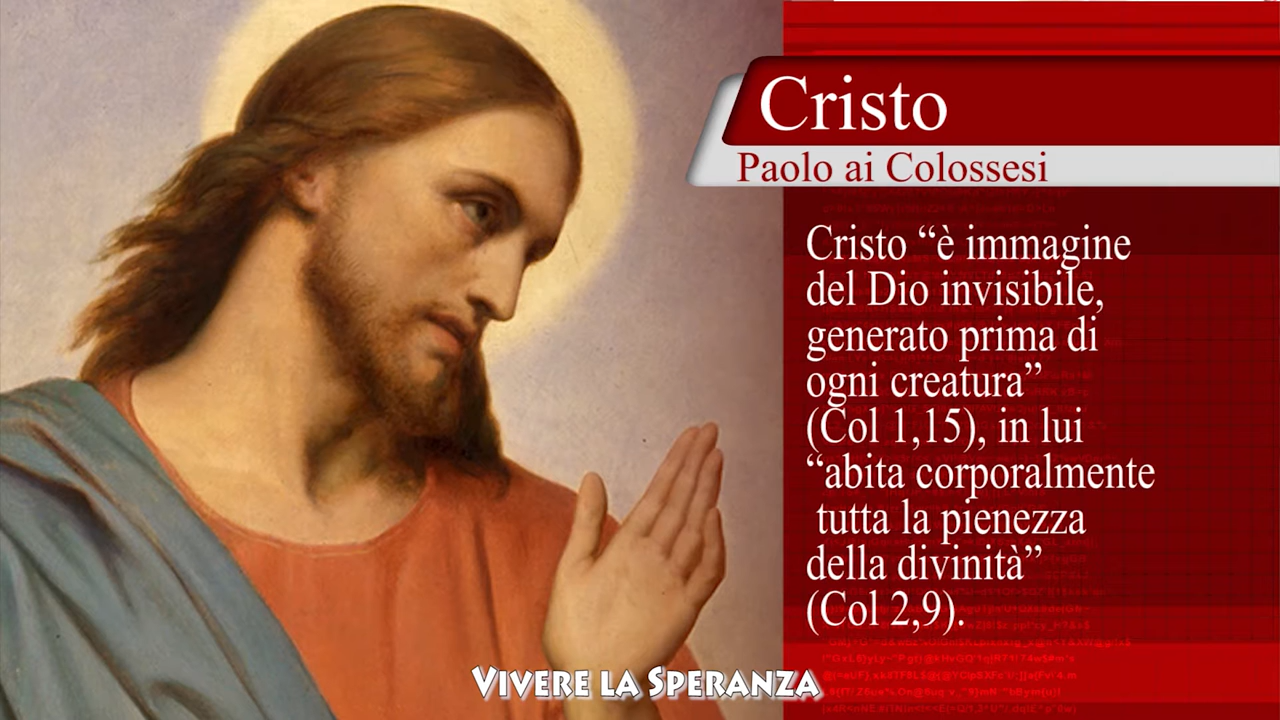 Cristo
Paolo ai Colossesi
Cristo “è immagine
del Dio invisibile,
generato prima di
ogni creatura”
(Col 1,15), in lui
“abita corporalmente
tutta la pienezza
della divinità”
(Col 2,9).
VIVERE LA SPERANZA